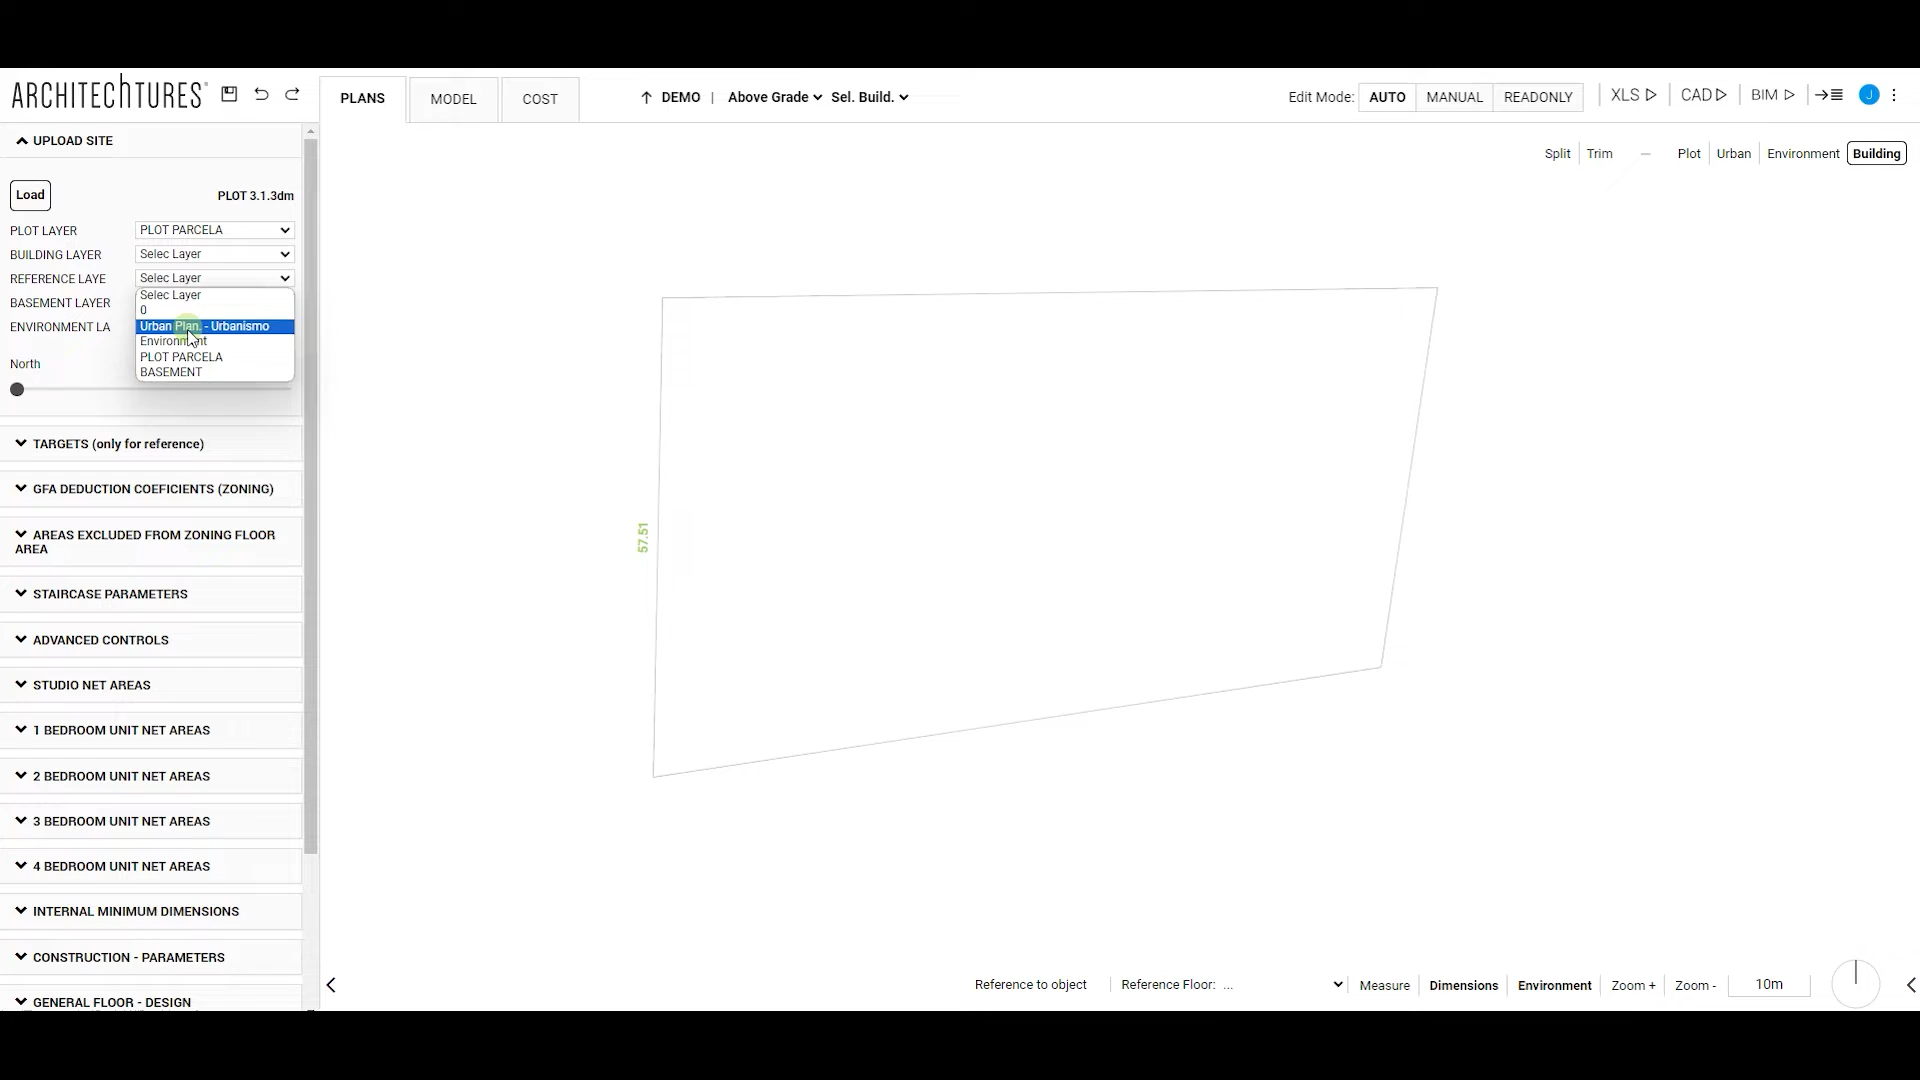 ARCHITECHTURES
PLANS
MODEL
COST
DEMO | Above Grade Sel. Build.
Edit Mode: AUTO MANUAL READONLY
XLS CAD BIM J
UPLOAD SITE
Split Trim — Plot Urban Environment Building
Load PLOT 3.1.3dm
PLOT LAYER PLOT PARCELA
BUILDING LAYER Selec Layer
REFERENCE LAYE Selec Layer
BASEMENT LAYER
ENVIRONMENT LA
Selec Layer
0
Urban Plan. - Urbanismo
Environment
PLOT PARCELA
BASEMENT
North
TARGETS (only for reference)
GFA DEDUCTION COEFICIENTS (ZONING)
AREAS EXCLUDED FROM ZONING FLOOR
AREA
STAIRCASE PARAMETERS
ADVANCED CONTROLS
STUDIO NET AREAS
1 BEDROOM UNIT NET AREAS
2 BEDROOM UNIT NET AREAS
3 BEDROOM UNIT NET AREAS
4 BEDROOM UNIT NET AREAS
INTERNAL MINIMUM DIMENSIONS
CONSTRUCTION - PARAMETERS
GENERAL FLOOR - DESIGN
57.51
Reference to object Reference Floor: ... Measure Dimensions Environment Zoom + Zoom - 10m